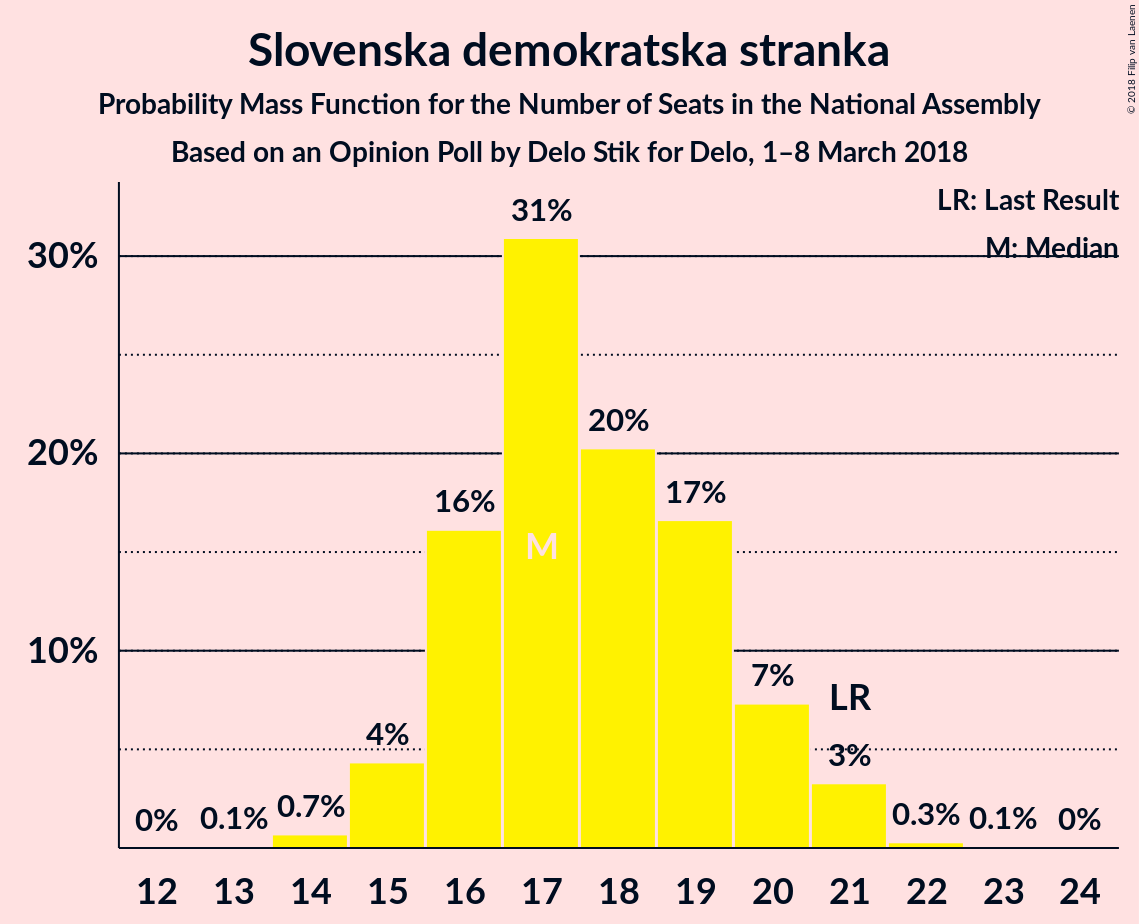 Slovenska demokratska stranka
Probability Mass Function for the Number of Seats in the National Assembly
Based on an Opinion Poll by Delo Stik for Delo, 1–8 March 2018
© 2018 Filip van Laenen
LR: Last Result
M: Median
30%
20%
10%
0%
0.1%
0.7%
4%
16%
31%
M
20%
17%
7%
LR
3%
0.3%
0.1%
0%
12 13 14 15 16 17 18 19 20 21 22 23 24